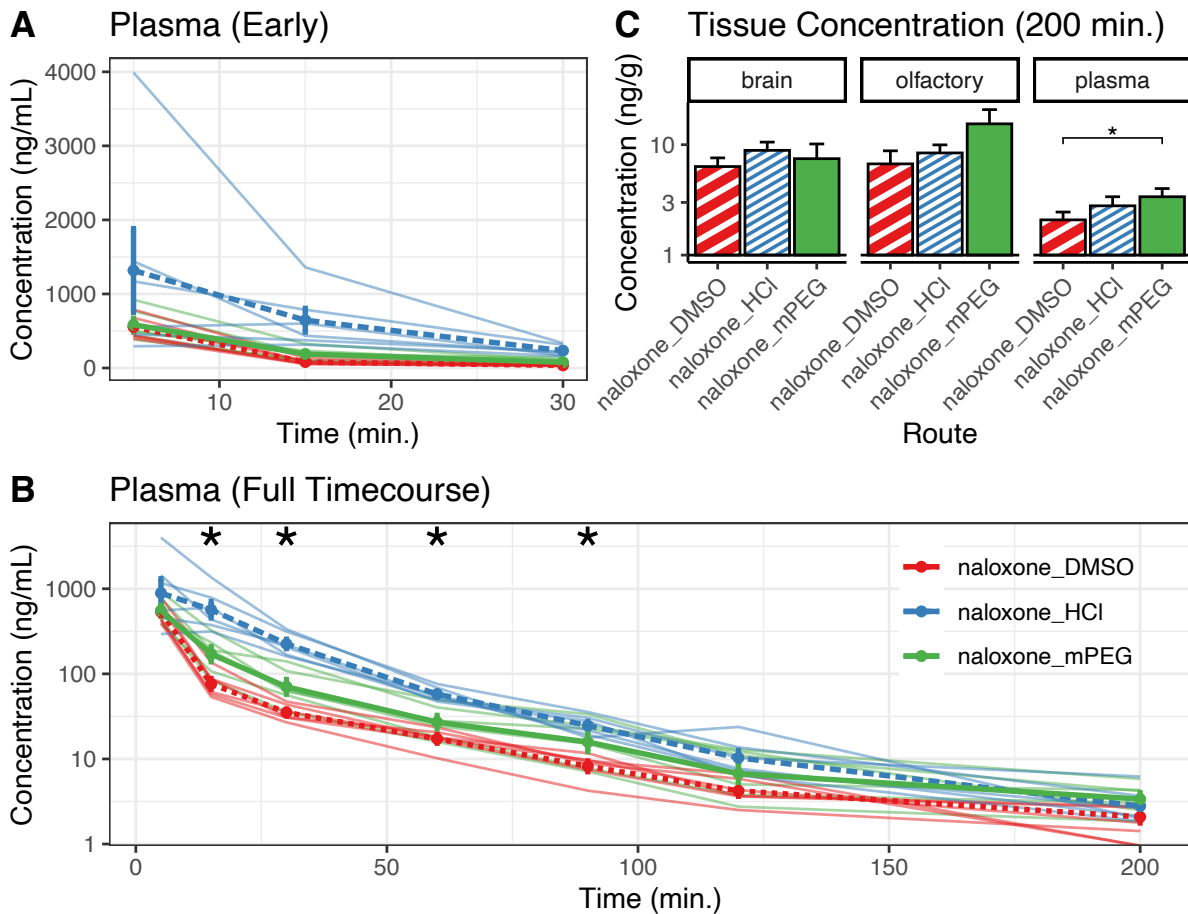 A Plasma (Early)
Concentration (ng/mL)
4000
3000
2000
1000
0
10 20 30
Time (min.)
C Tissue Concentration (200 min.)
brain olfactory plasma
Concentration (ng/g)
10
3
1
*
naloxone_DMSO naloxone_HCl naloxone_mPEG naloxone_DMSO naloxone_HCl naloxone_mPEG naloxone_DMSO naloxone_HCl naloxone_mPEG
Route
B Plasma (Full Timecourse)
* * * *
Concentration (ng/mL)
1000
100
10
1
naloxone_DMSO
naloxone_HCl
naloxone_mPEG
0 50 100 150 200
Time (min.)